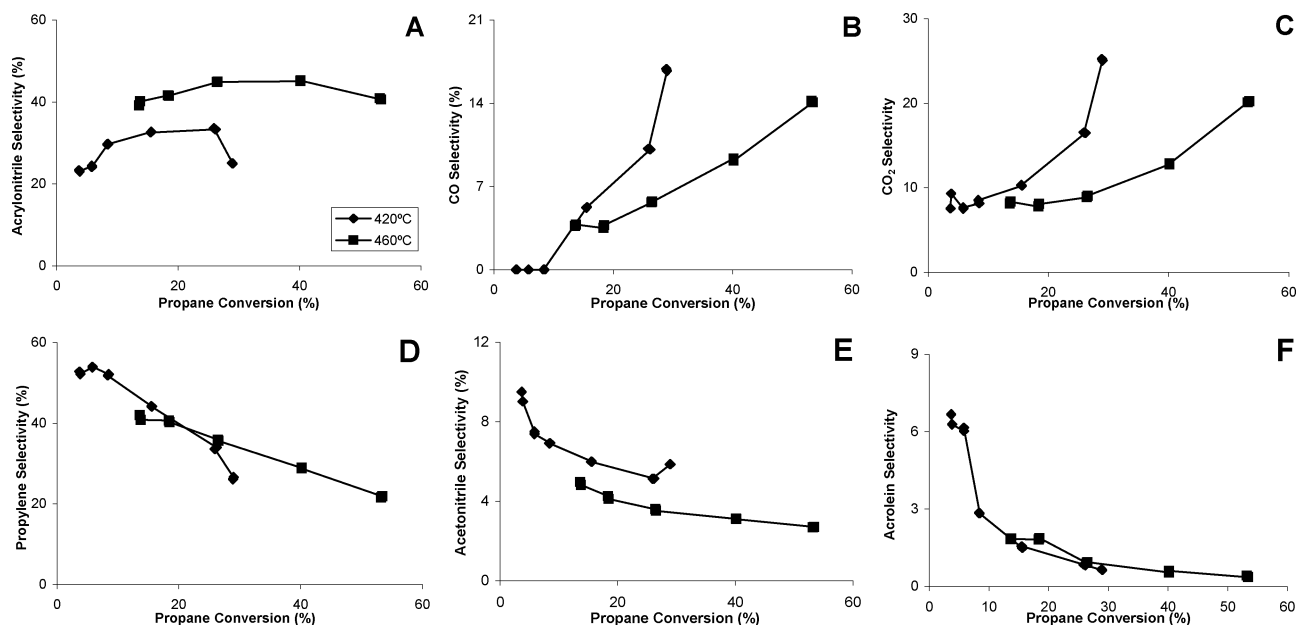 A
Acrylonitrile Selectivity (%)
60
40
20
0
0 20 40 60
Propane Conversion (%)
420ºC
460ºC
B
CO Selectivity (%)
21
14
7
0
0 20 40 60
Propane Conversion (%)
C
CO2 Selectivity
30
20
10
0
0 20 40 60
Propane Conversion (%)
D
Propylene Selectivity (%)
60
40
20
0
0 20 40 60
Propane Conversion (%)
E
Acetonitrile Selectivity (%)
12
8
4
0
0 20 40 60
Propane Conversion (%)
F
Acrolein Selectivity
9
6
3
0
0 10 20 30 40 50 60
Propane Conversion (%)